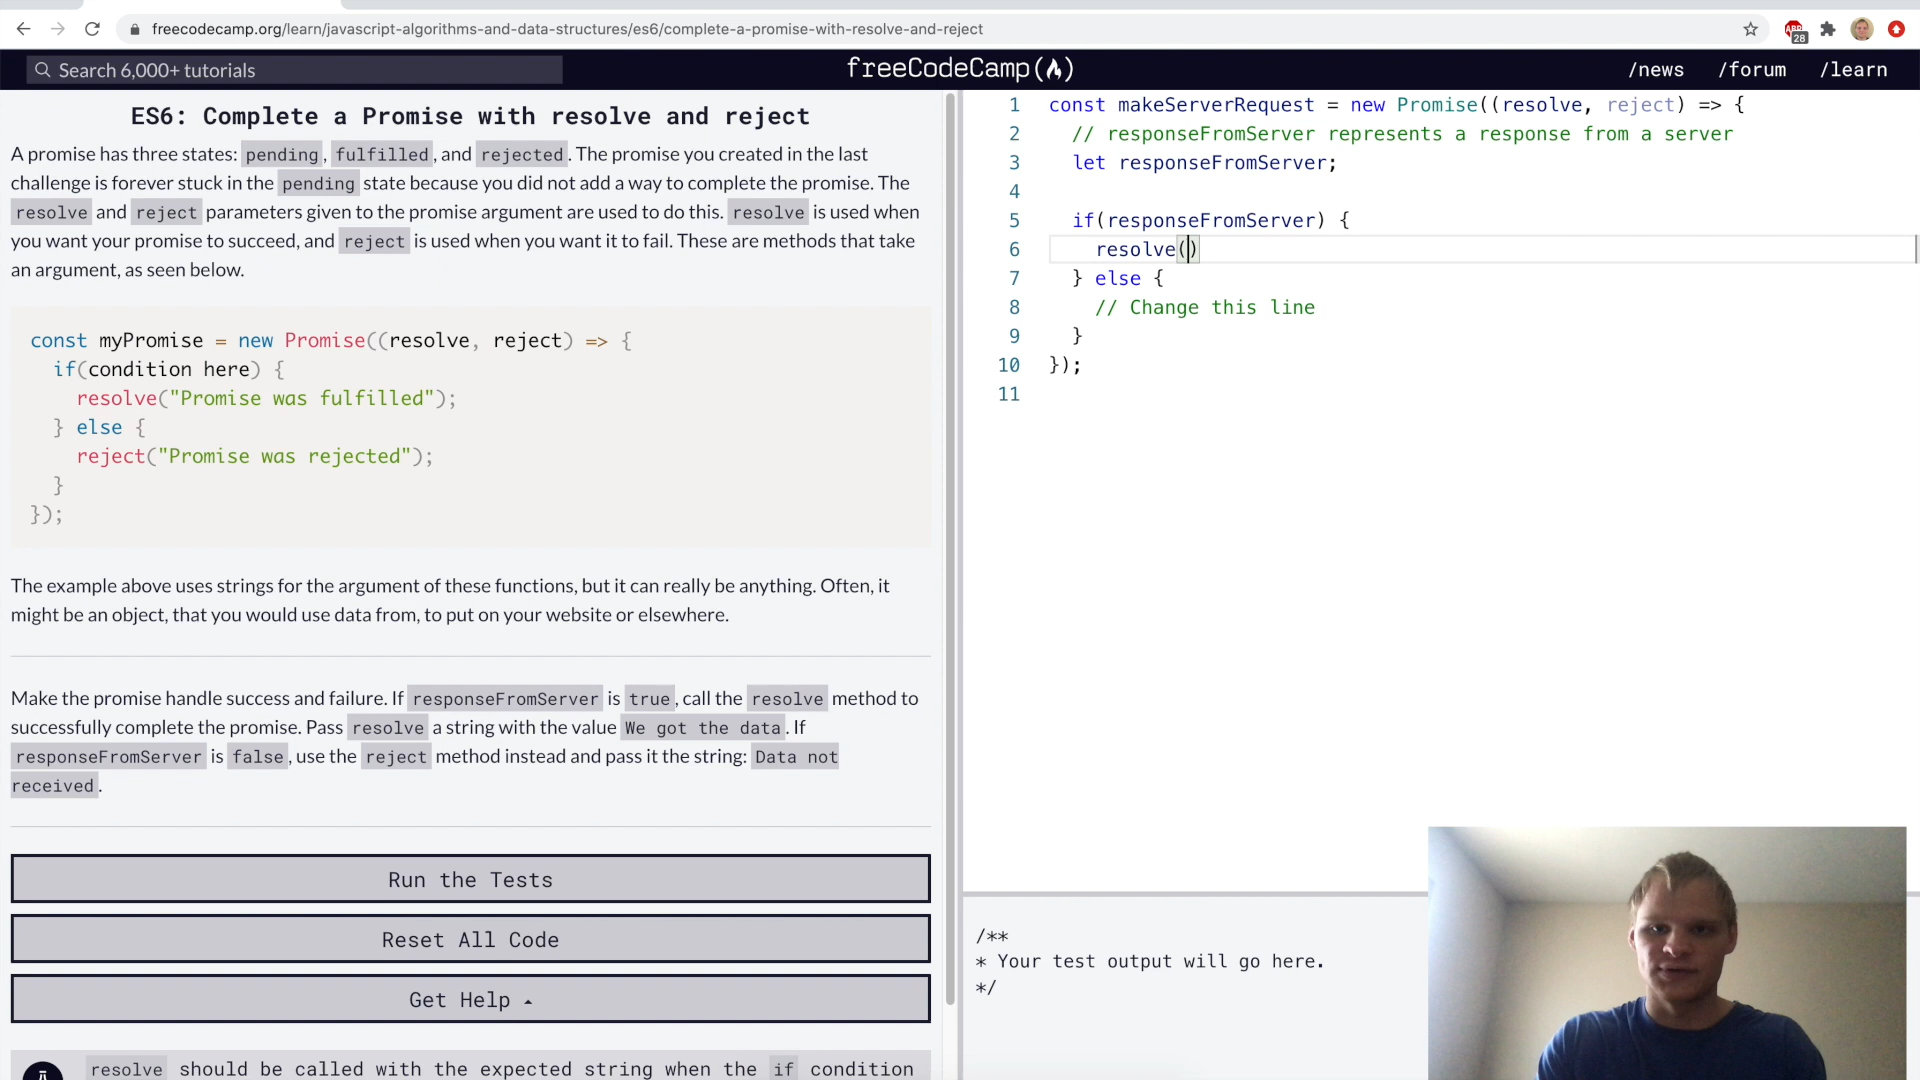 freecodecamp.org/learn/javascript-algorithms-and-data-structures/es6/complete-a-promise-with-resolve-and-reject
28
Search 6,000+ tutorials
freeCodeCamp(🔥)
/news /forum /learn
ES6: Complete a Promise with resolve and reject
A promise has three states: pending, fulfilled, and rejected. The promise you created in the last
challenge is forever stuck in the pending state because you did not add a way to complete the promise. The
resolve and reject parameters given to the promise argument are used to do this. resolve is used when
you want your promise to succeed, and reject is used when you want it to fail. These are methods that take
an argument, as seen below.
const myPromise = new Promise((resolve, reject) => {
  if(condition here) {
    resolve("Promise was fulfilled");
  } else {
    reject("Promise was rejected");
  }
});
The example above uses strings for the argument of these functions, but it can really be anything. Often, it
might be an object, that you would use data from, to put on your website or elsewhere.
Make the promise handle success and failure. If responseFromServer is true, call the resolve method to
successfully complete the promise. Pass resolve a string with the value We got the data. If
responseFromServer is false, use the reject method instead and pass it the string: Data not
received.
Run the Tests
Reset All Code
Get Help
resolve should be called with the expected string when the if condition
1 const makeServerRequest = new Promise((resolve, reject) => {
2   // responseFromServer represents a response from a server
3   let responseFromServer;
4
5   if(responseFromServer) {
6     resolve()
7   } else {
8     // Change this line
9   }
10 });
11
/**
* Your test output will go here.
*/